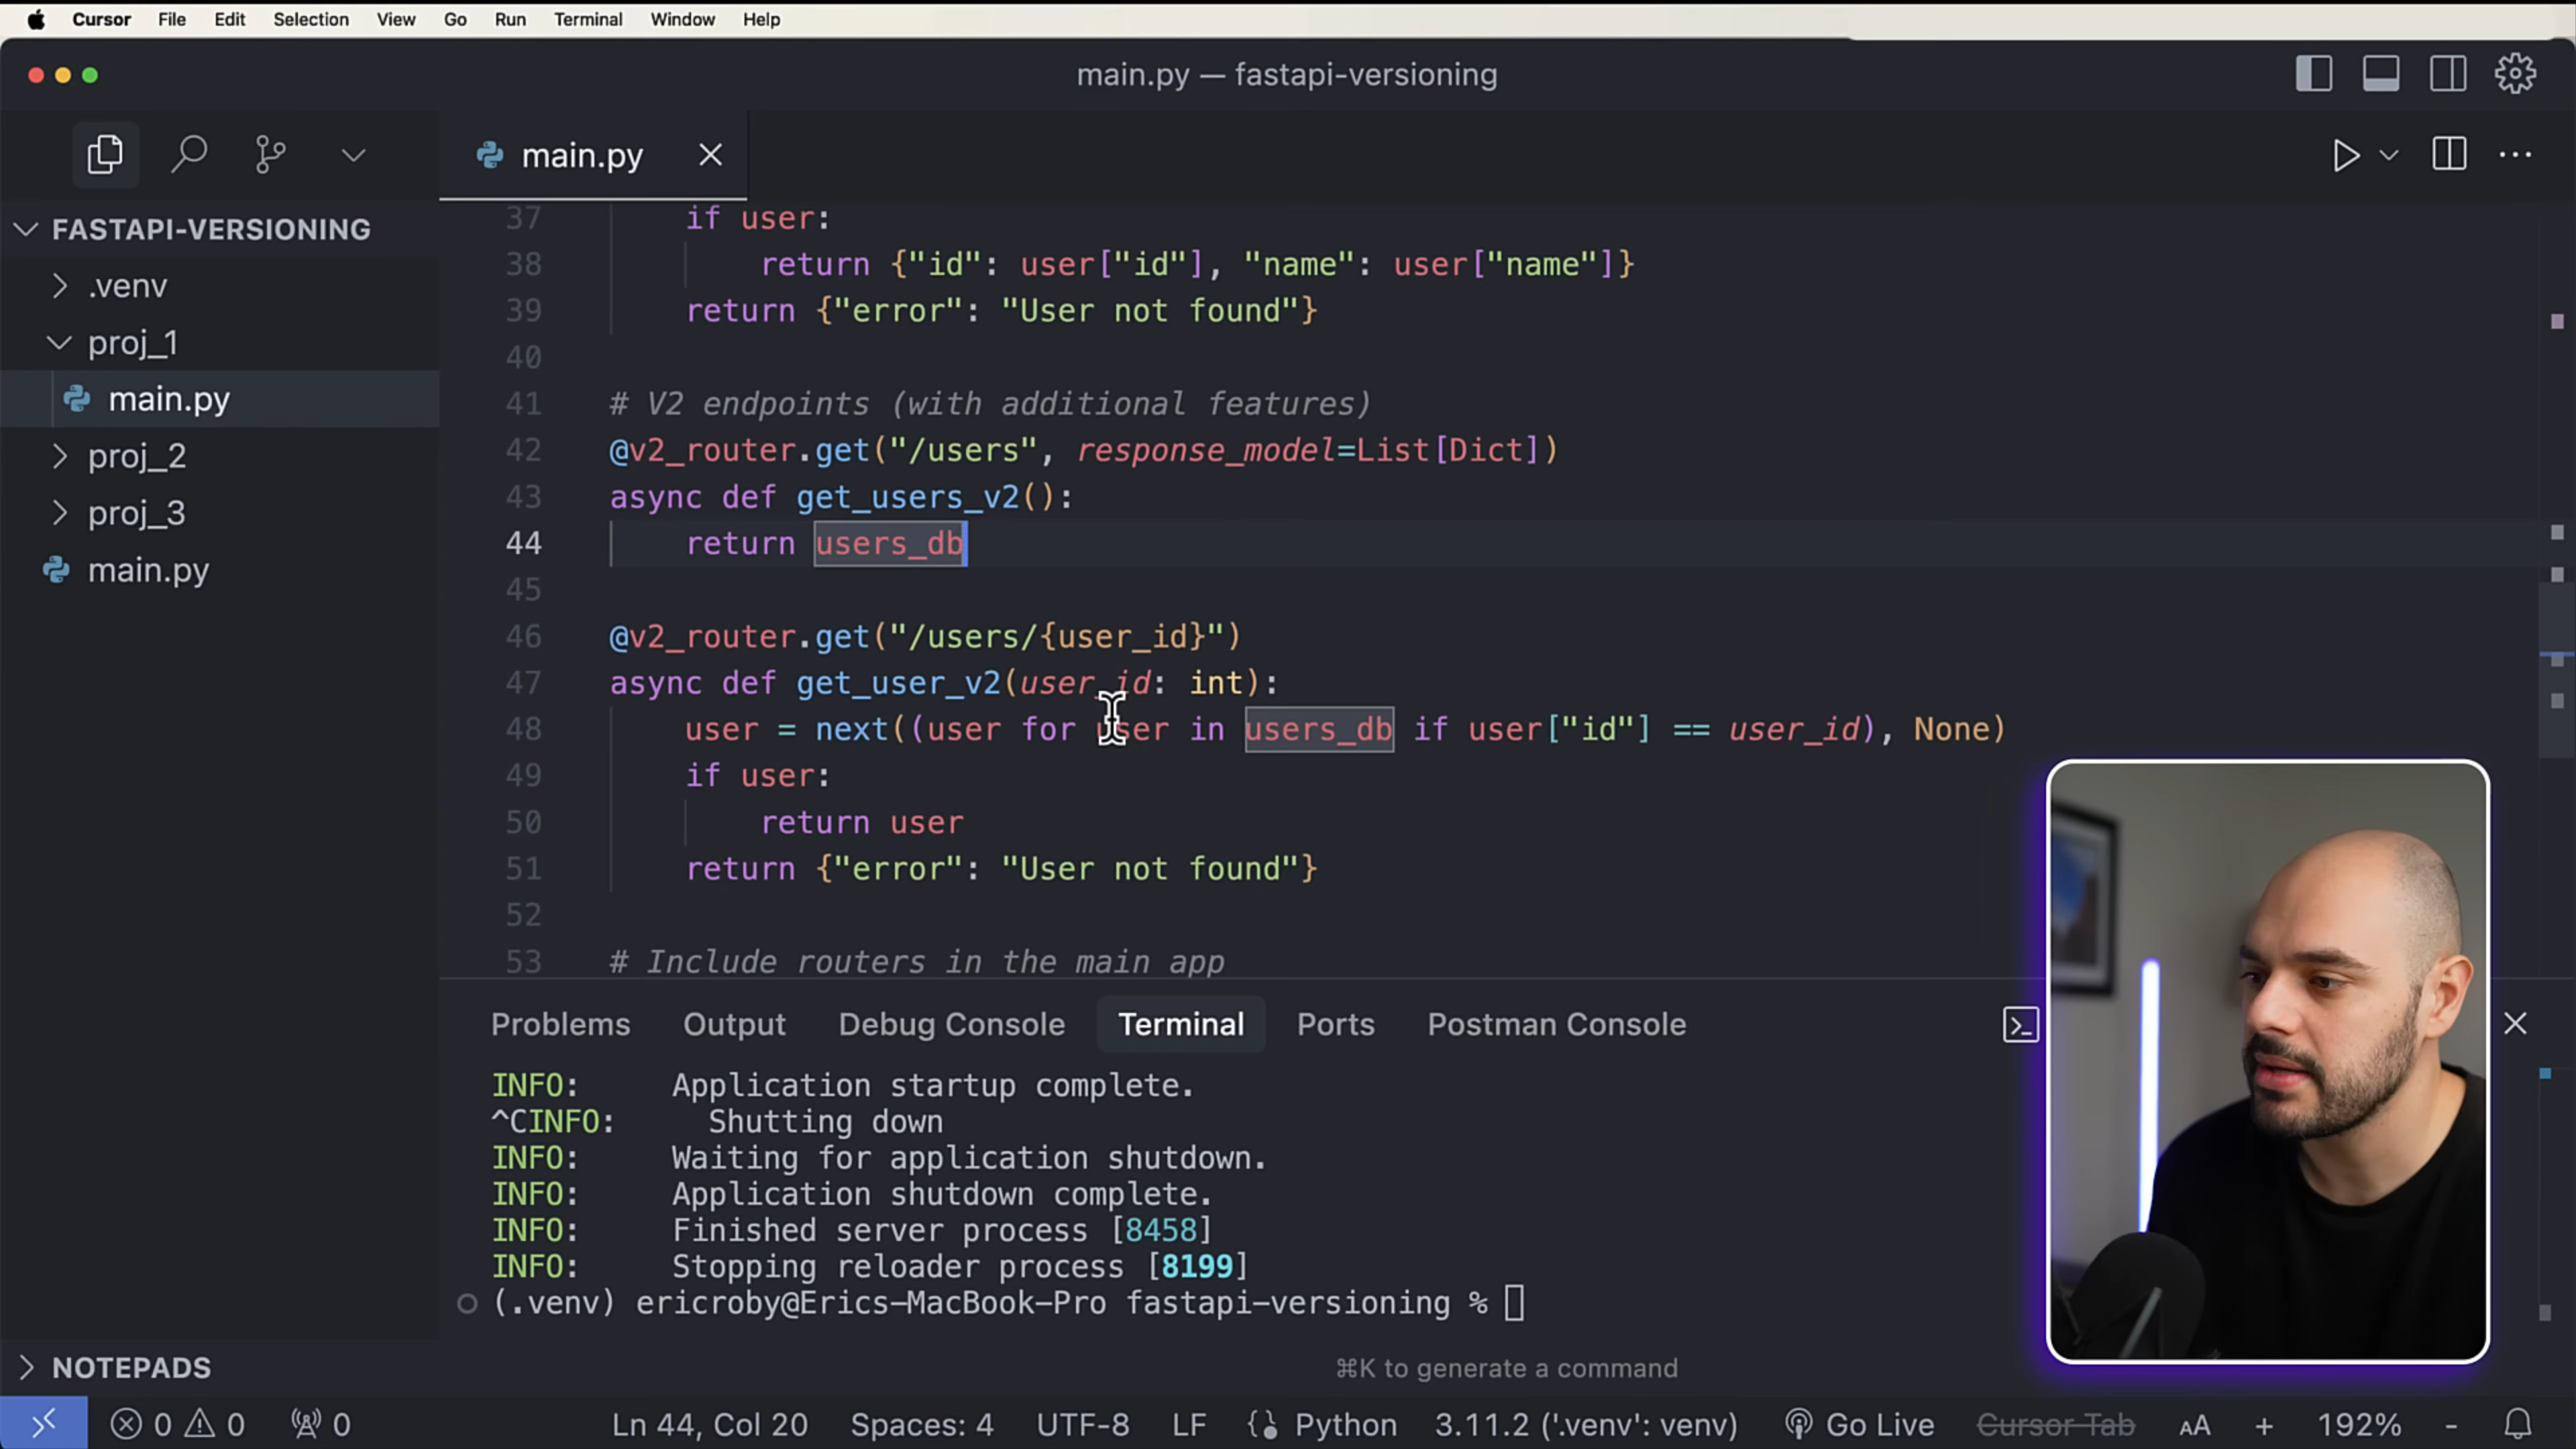 Cursor File Edit Selection View Go Run Terminal Window Help
main.py — fastapi-versioning
main.py
FASTAPI-VERSIONING
.venv
proj_1
main.py
proj_2
proj_3
main.py
37 if user:
38 return {"id": user["id"], "name": user["name"]}
39 return {"error": "User not found"}
40
41 # V2 endpoints (with additional features)
42 @v2_router.get("/users", response_model=List[Dict])
43 async def get_users_v2():
44 return users_db
45
46 @v2_router.get("/users/{user_id}")
47 async def get_user_v2(user_id: int):
48 user = next((user for user in users_db if user["id"] == user_id), None)
49 if user:
50 return user
51 return {"error": "User not found"}
52
53 # Include routers in the main app
Problems Output Debug Console Terminal Ports Postman Console
INFO: Application startup complete.
^CINFO: Shutting down
INFO: Waiting for application shutdown.
INFO: Application shutdown complete.
INFO: Finished server process [8458]
INFO: Stopping reloader process [8199]
(.venv) ericroby@Erics-MacBook-Pro fastapi-versioning %
NOTEPADS
⌘K to generate a command
0 0 0 Ln 44, Col 20 Spaces: 4 UTF-8 LF Python 3.11.2 ('.venv': venv) Go Live Cursor Tab AA + 192% -